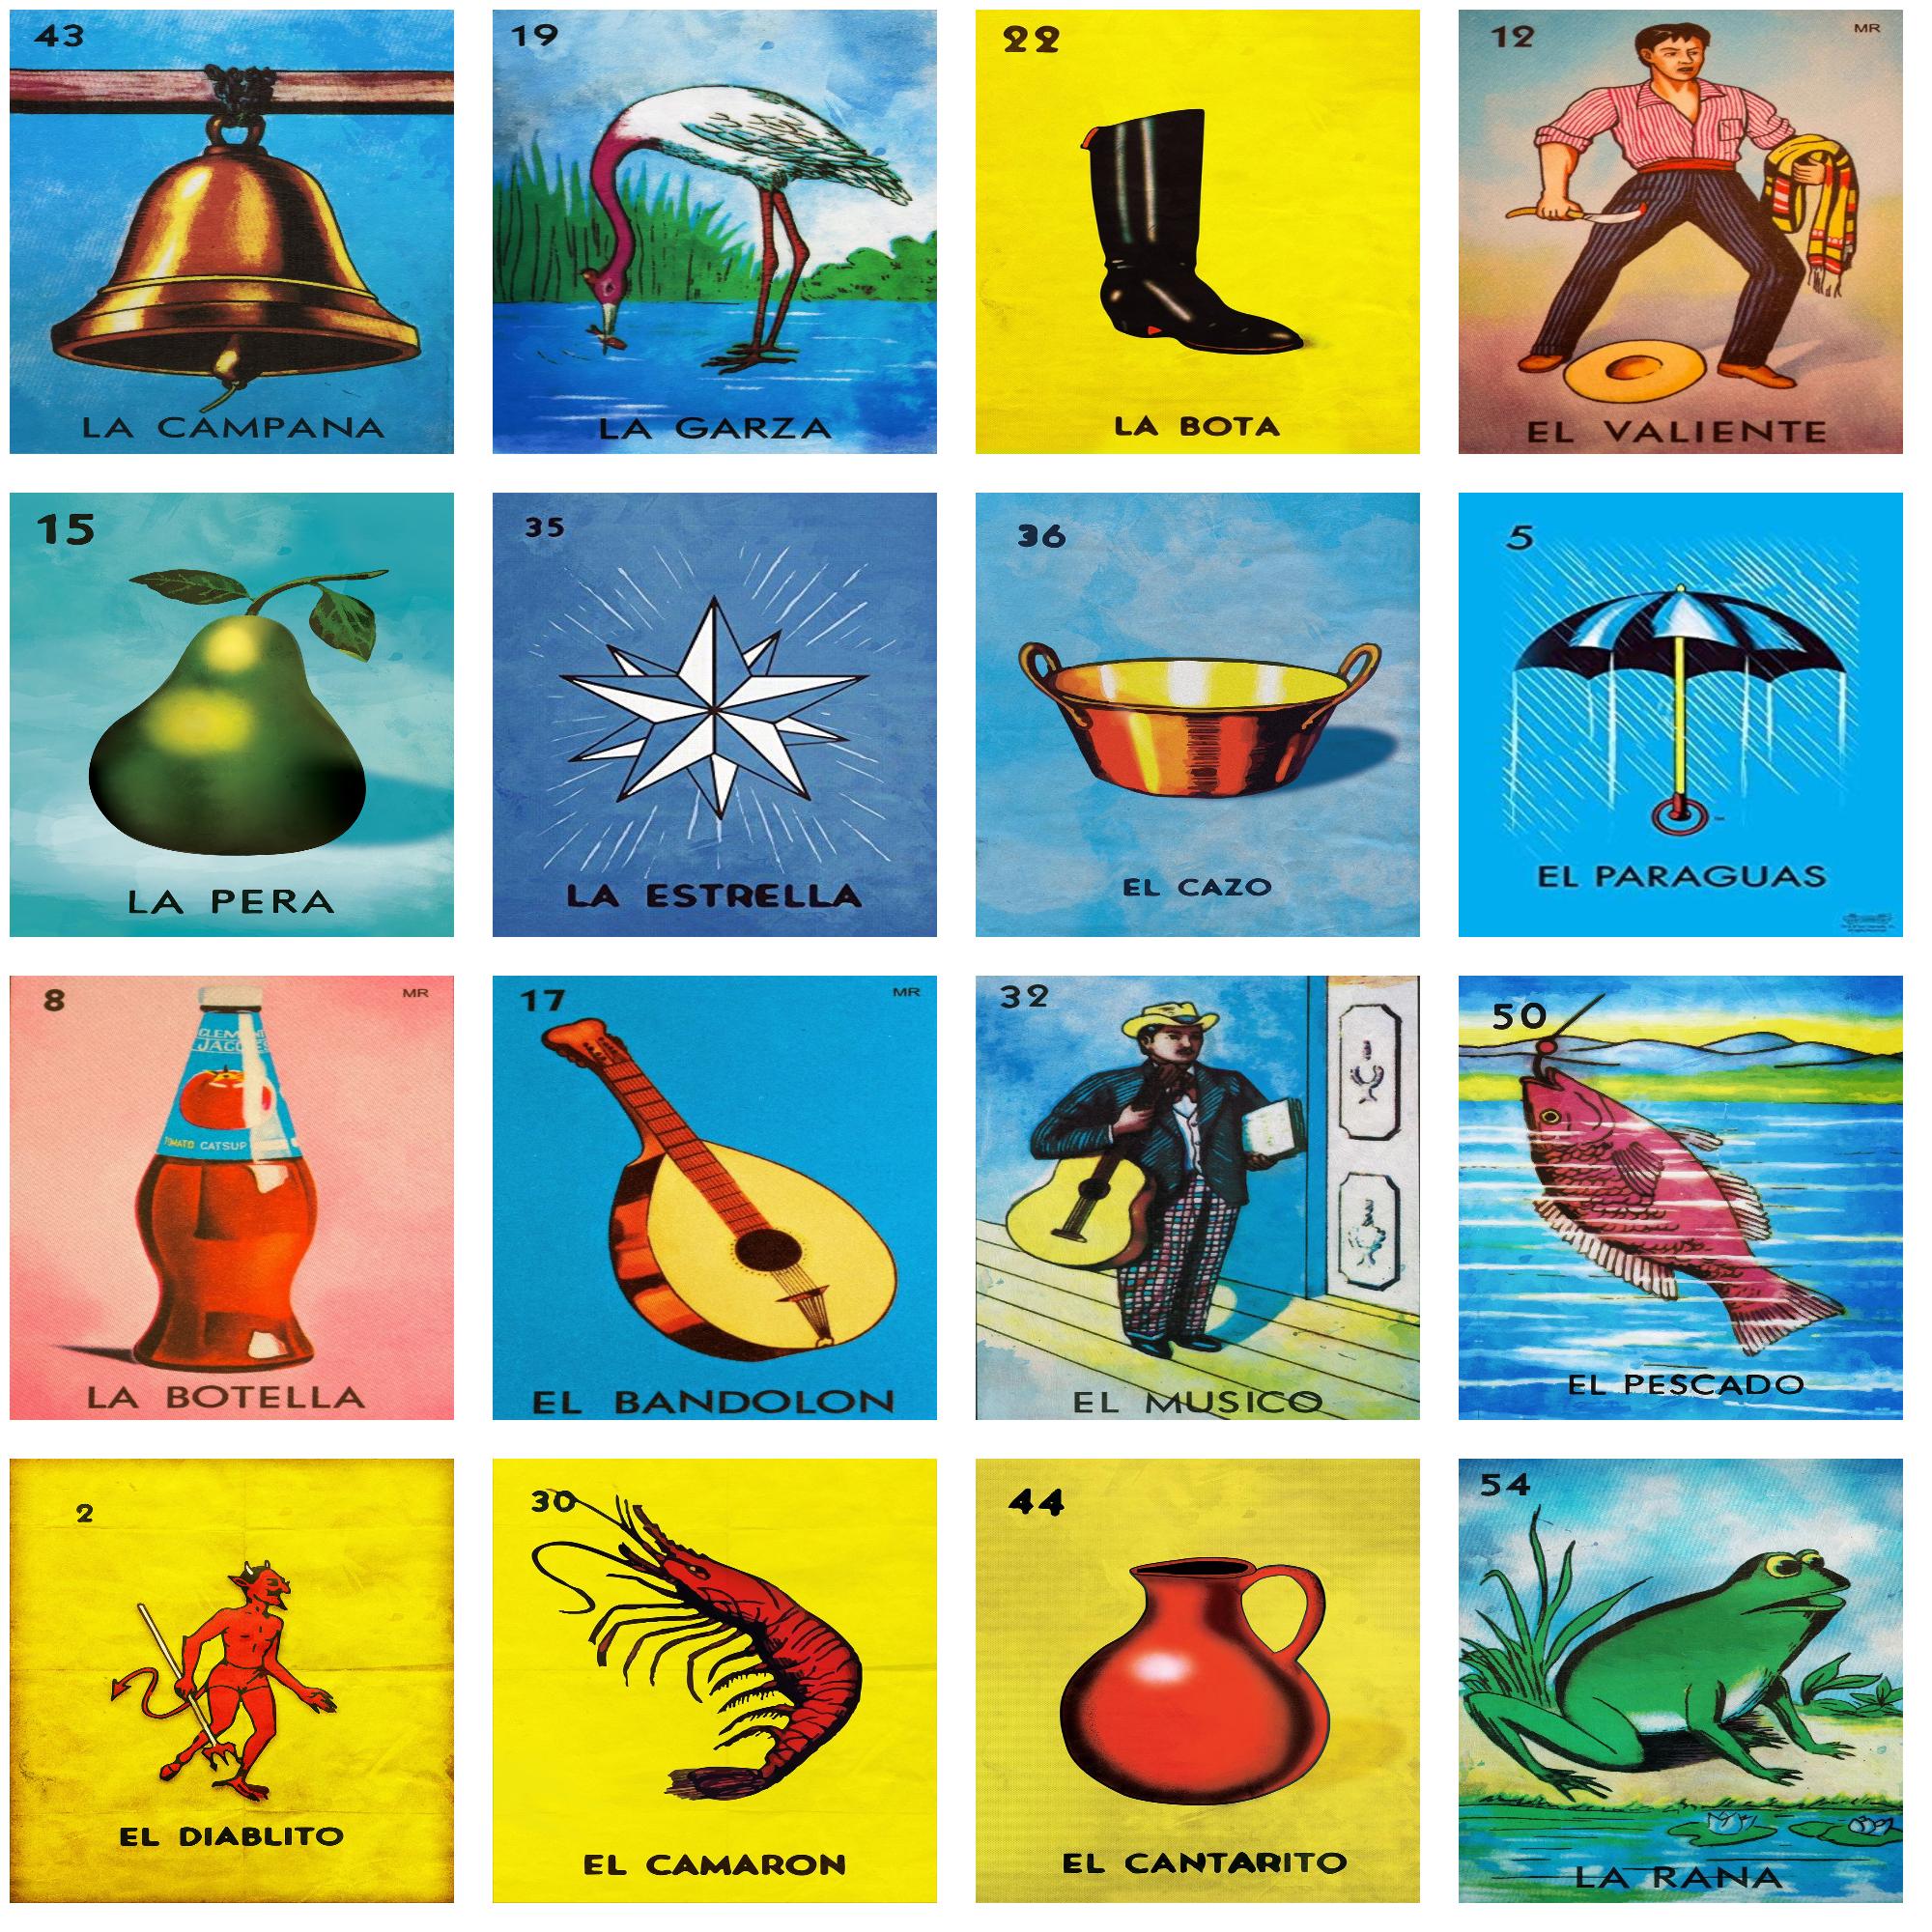 43
LA CAMPANA
19
LA GARZA
22
LA BOTA
12
MR
EL VALIENTE
15
LA PERA
35
LA ESTRELLA
36
EL CAZO
5
EL PARAGUAS
8
MR
CLEMENTE
JACQUES
TOMATO CATSUP
LA BOTELLA
17
MR
EL BANDOLON
32
EL MUSICO
50
EL PESCADO
2
EL DIABLITO
30
EL CAMARON
44
EL CANTARITO
54
LA RANA